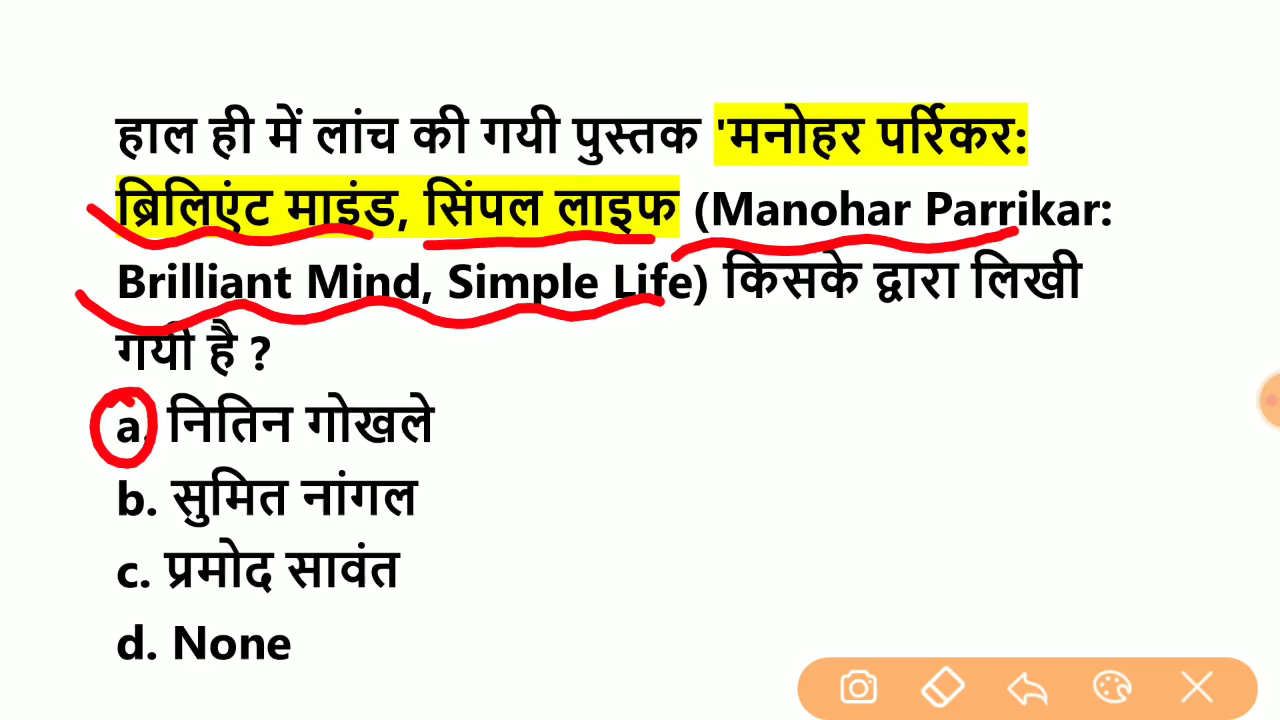 हाल ही में लांच की गयी पुस्तक 'मनोहर पर्रिकर:
ब्रिलिएंट माइंड, सिंपल लाइफ (Manohar Parrikar:
Brilliant Mind, Simple Life) किसके द्वारा लिखी
गयी है ?
a. नितिन गोखले
b. सुमित नांगल
c. प्रमोद सावंत
d. None